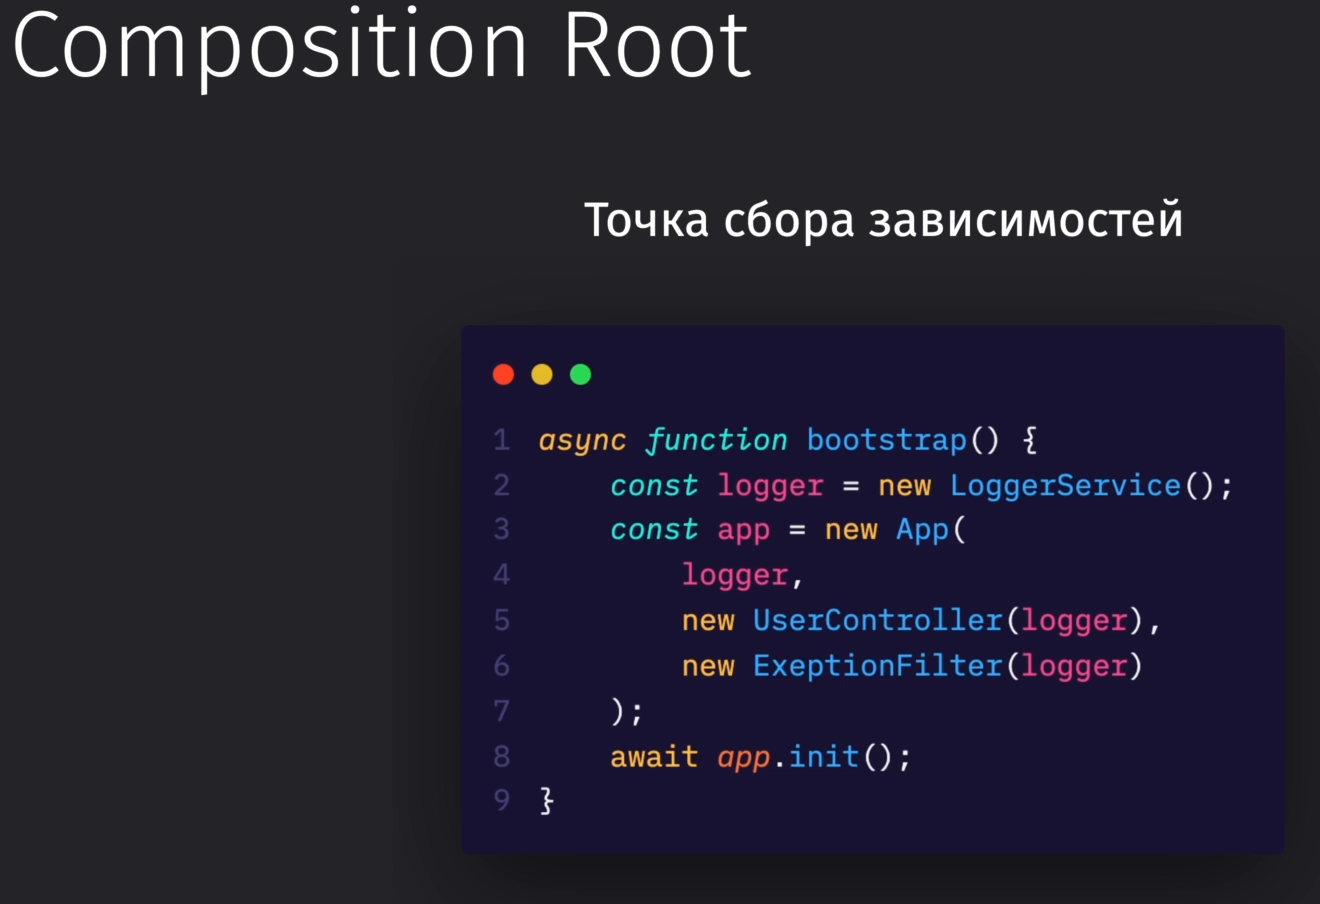 Composition Root
Точка сбора зависимостей
1 async function bootstrap() {
2     const logger = new LoggerService();
3     const app = new App(
4         logger,
5         new UserController(logger),
6         new ExeptionFilter(logger)
7     );
8     await app.init();
9 }